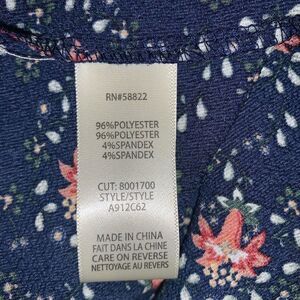 RN#58822
96%POLYESTER
96%POLYESTER
4%SPANDEX
4%SPANDEX
CUT: 8001700
STYLE/STYLE
A912C62
MADE IN CHINA
FAIT DANS LA CHINE
CARE ON REVERSE
NETTOYAGE AU REVERS